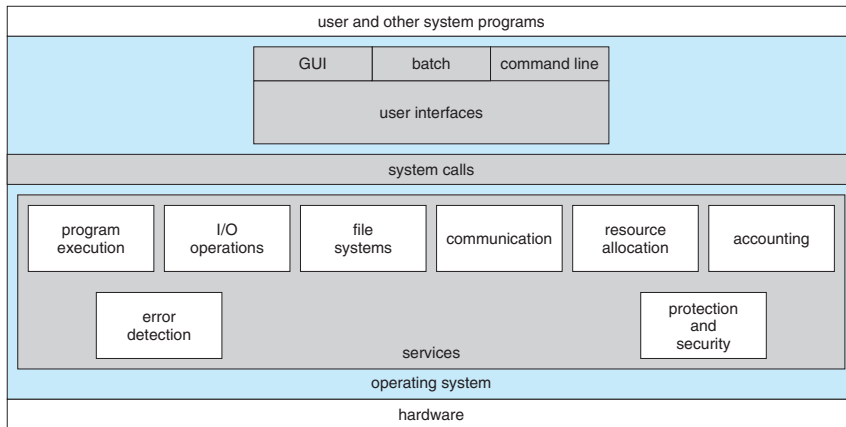 user and other system programs
GUI batch command line
user interfaces
system calls
program execution
I/O operations
file systems
communication
resource allocation
accounting
error detection
protection and security
services
operating system
hardware